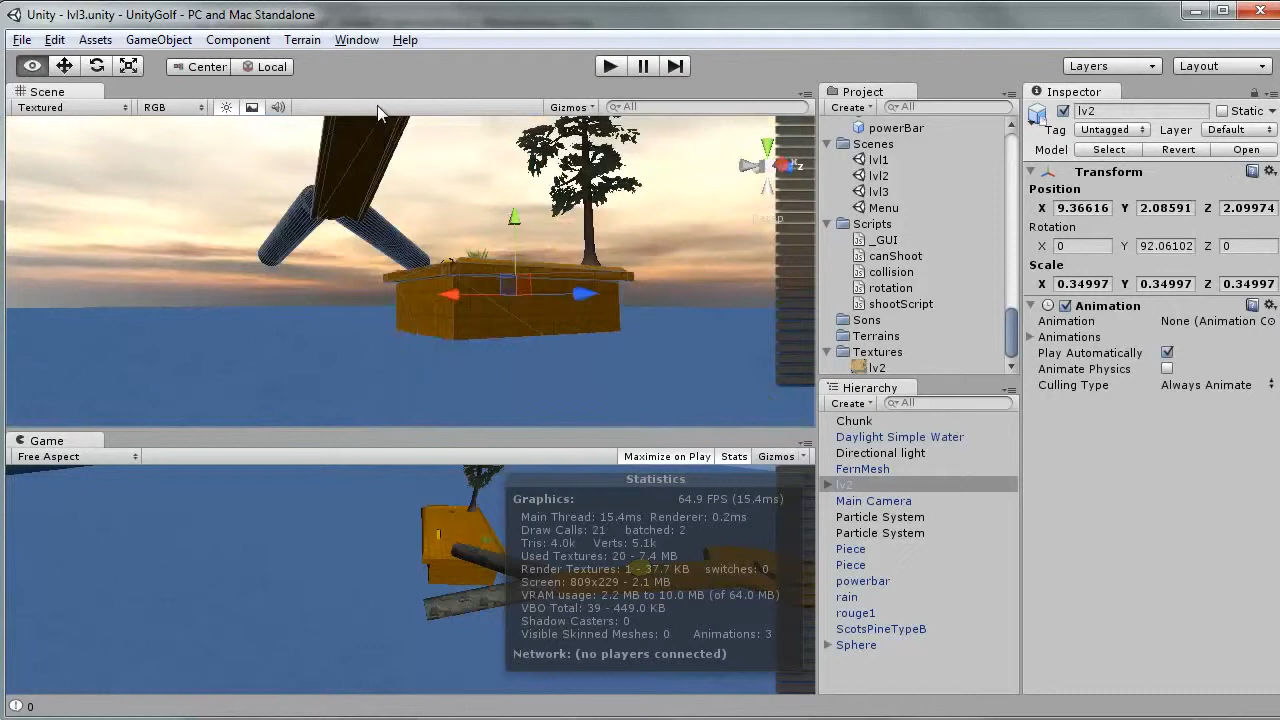 Unity - lvl3.unity - UnityGolf - PC and Mac Standalone
File Edit Assets GameObject Component Terrain Window Help
Center Local Layers Layout
Scene
Textured RGB Gizmos All
Persp
Game
Free Aspect Maximize on Play Stats Gizmos
Statistics
Graphics: 64.9 FPS (15.4ms)
Main Thread: 15.4ms Renderer: 0.2ms
Draw Calls: 21 batched: 2
Tris: 4.0k Verts: 5.1k
Used Textures: 20 - 7.4 MB
Render Textures: 1 - 37.7 KB switches: 0
Screen: 809x229 - 2.1 MB
VRAM usage: 2.2 MB to 10.0 MB (of 64.0 MB)
VBO Total: 39 - 449.0 KB
Shadow Casters: 0
Visible Skinned Meshes: 0 Animations: 3
Network: (no players connected)
Project
Create All
powerBar
Scenes
lvl1
lvl2
lvl3
Menu
Scripts
_GUI
canShoot
collision
rotation
shootScript
Sons
Terrains
Textures
lv2
Hierarchy
Create All
Chunk
Daylight Simple Water
Directional light
FernMesh
lv2
Main Camera
Particle System
Particle System
Piece
Piece
powerbar
rain
rouge1
ScotsPineTypeB
Sphere
Inspector
lv2 Static
Tag Untagged Layer Default
Model Select Revert Open
Transform
Position
X 9.36616 Y 2.08591 Z 2.09974
Rotation
X 0 Y 92.06102 Z 0
Scale
X 0.34997 Y 0.34997 Z 0.34997
Animation
Animation None (Animation Co
Animations
Play Automatically
Animate Physics
Culling Type Always Animate
0